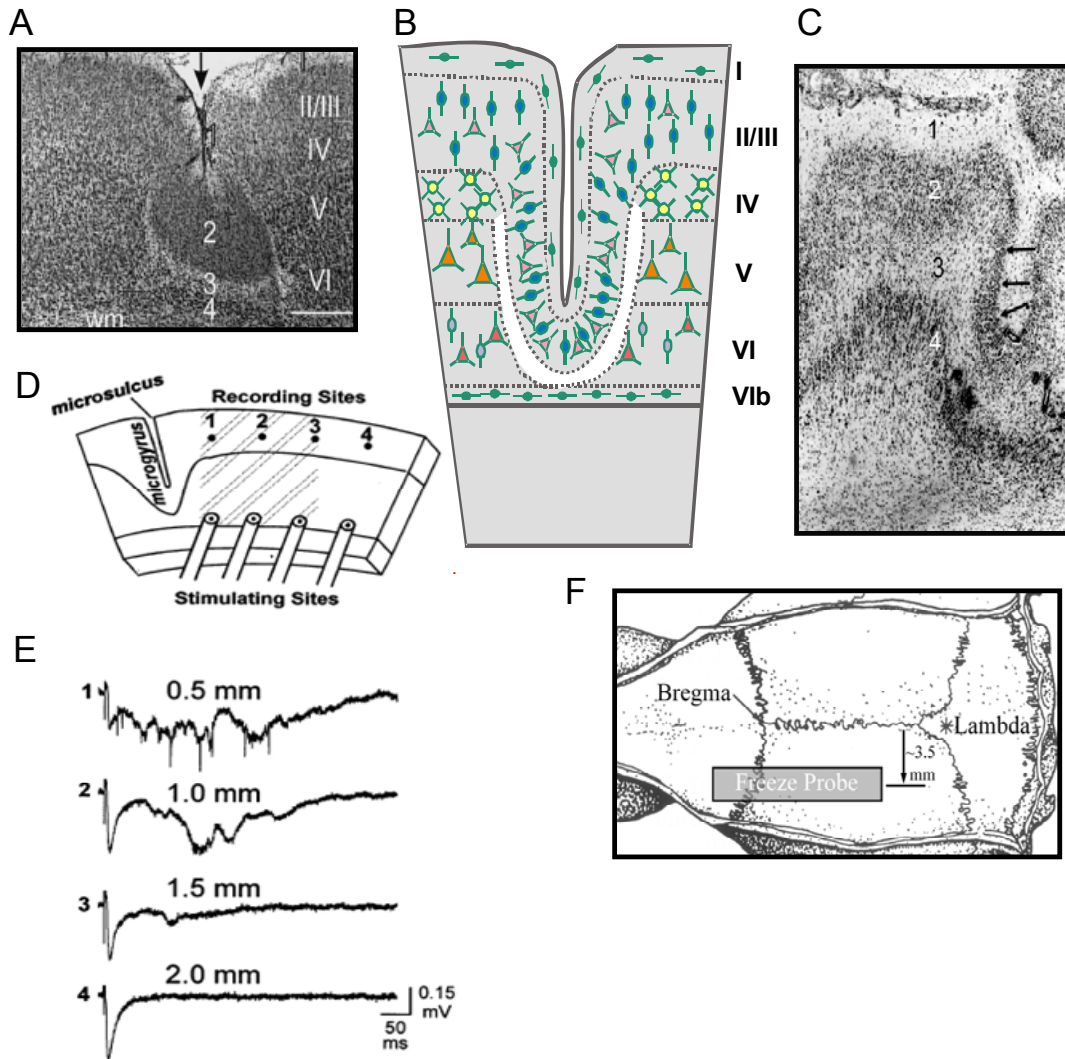 A
II/III
1
IV
V
2
3
VI
4
wm
B
I
II/III
IV
V
VI
VIb
C
1
2
3
4
D
microsulcus
microgyrus
Recording Sites
1 2 3 4
Stimulating Sites
E
1 0.5 mm
2 1.0 mm
3 1.5 mm
4 2.0 mm
0.15
mV
50
ms
F
Bregma
Lambda
~3.5
mm
Freeze Probe